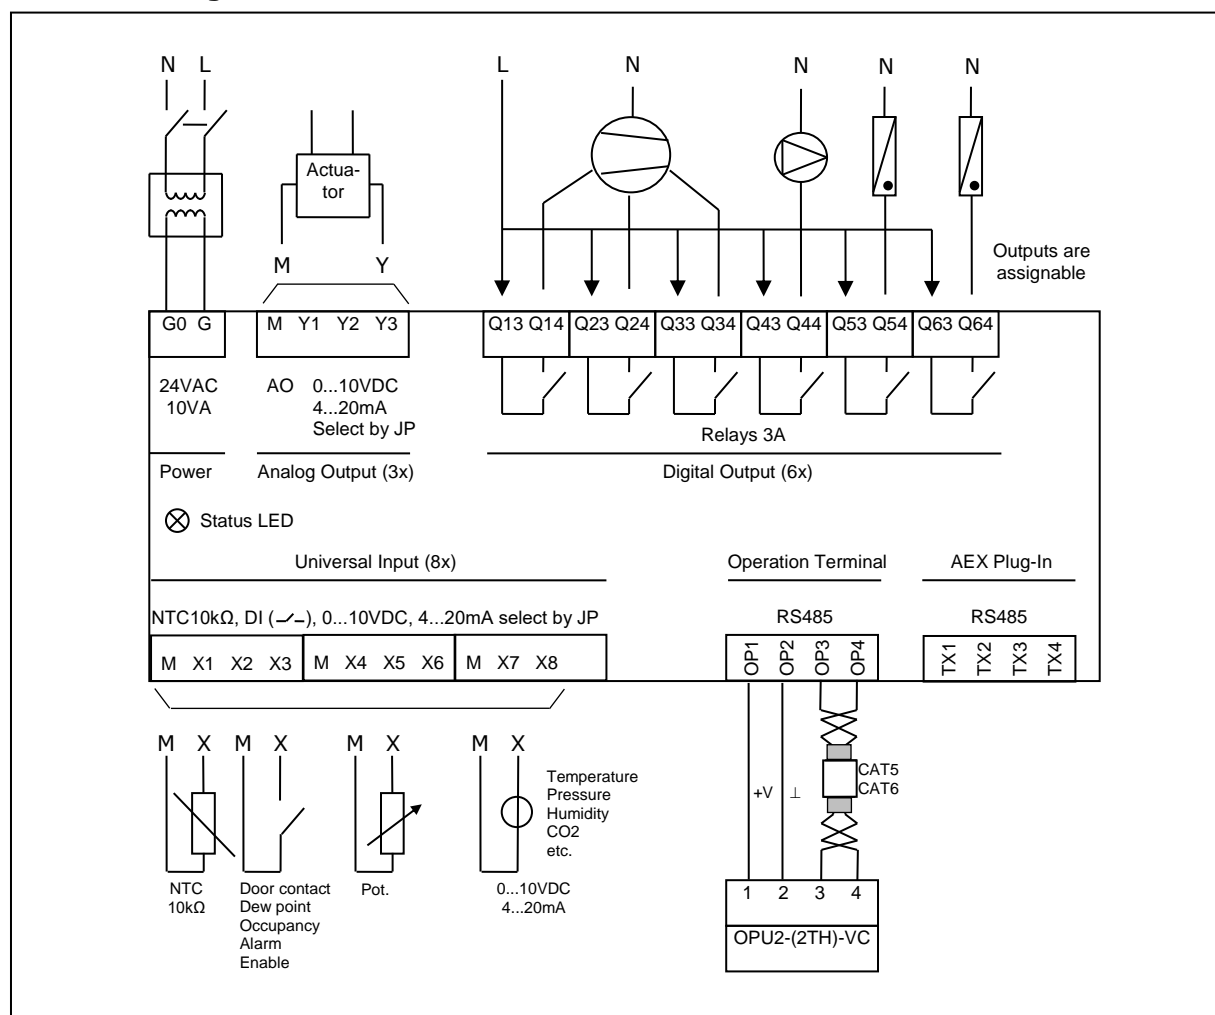 N L L N N N N
Actua-
tor
M Y
Outputs are
assignable
G0 G M Y1 Y2 Y3 Q13 Q14 Q23 Q24 Q33 Q34 Q43 Q44 Q53 Q54 Q63 Q64
24VAC
10VA
AO 0...10VDC
4...20mA
Select by JP
Relays 3A
Power Analog Output (3x) Digital Output (6x)
Status LED
Universal Input (8x) Operation Terminal AEX Plug-In
NTC10kΩ, DI ( ), 0...10VDC, 4...20mA select by JP RS485 RS485
M X1 X2 X3 M X4 X5 X6 M X7 X8 OP1 OP2 OP3 OP4 TX1 TX2 TX3 TX4
M X M X M X M X
Temperature
Pressure
Humidity
CO2
etc.
+V ⊥
CAT5
CAT6
NTC
10kΩ
Door contact
Dew point
Occupancy
Alarm
Enable
Pot.
0...10VDC
4...20mA
1 2 3 4
OPU2-(2TH)-VC